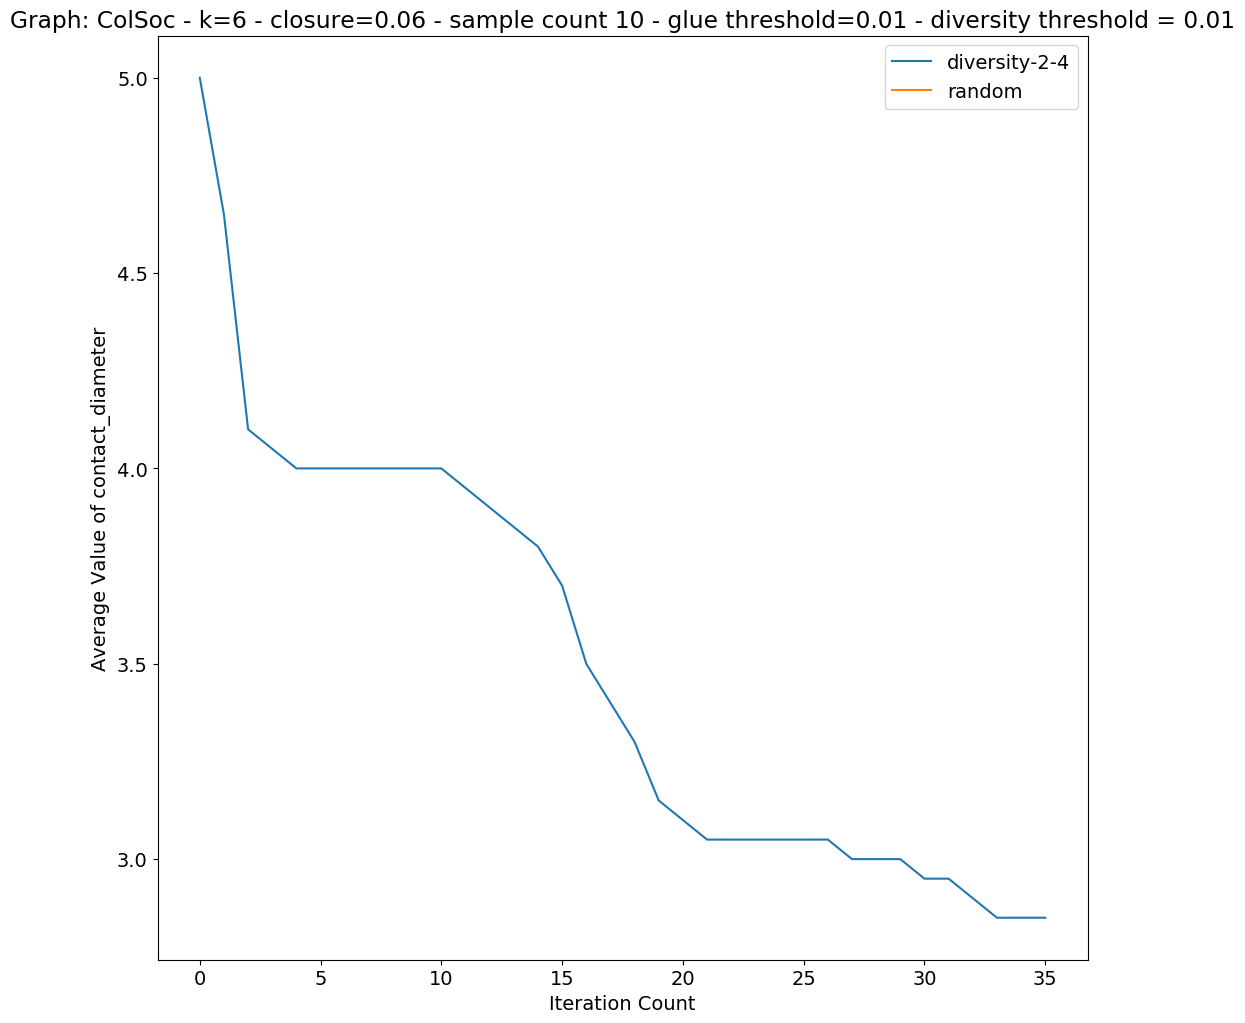 Graph: ColSoc - k=6 - closure=0.06 - sample count 10 - glue threshold=0.01 - diversity threshold = 0.01
diversity-2-4
random
5.0
4.5
4.0
3.5
3.0
Average Value of contact_diameter
0 5 10 15 20 25 30 35
Iteration Count